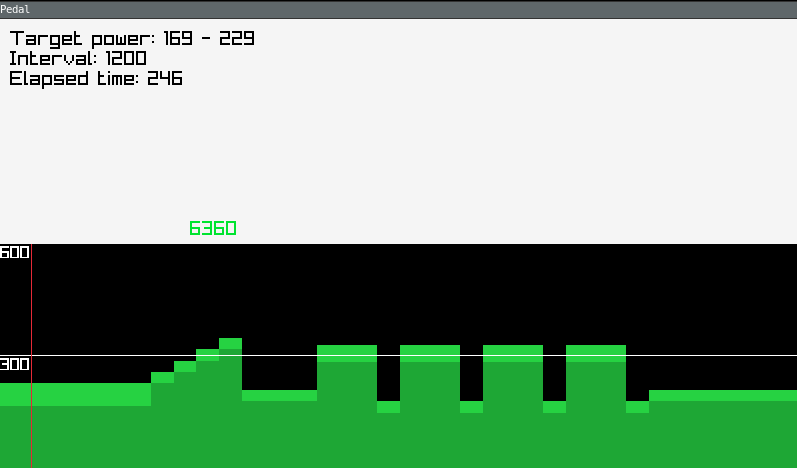 Pedal
Target power: 169 - 229
Interval: 1200
Elapsed time: 246
6360
600
300